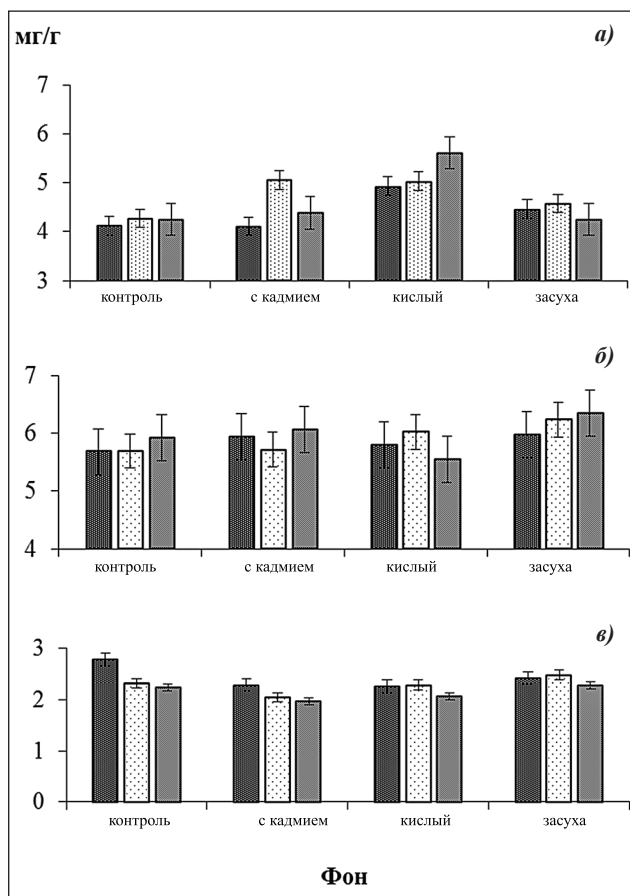 мг/г
а)
7
6
5
4
3
контроль с кадмием кислый засуха
б)
7
6
5
4
контроль с кадмием кислый засуха
в)
3
2
1
0
контроль с кадмием кислый засуха
Фон